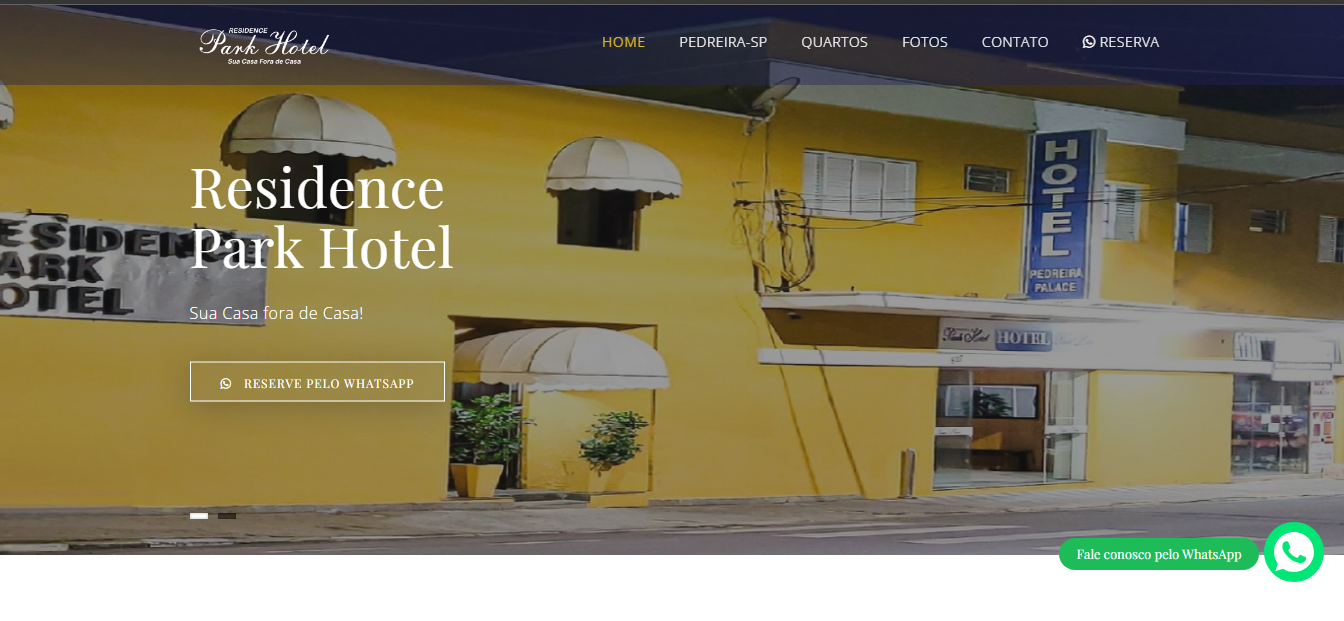 RESIDENCE
Park Hotel
Sua Casa Fora de Casa
HOME
PEDREIRA-SP
QUARTOS
FOTOS
CONTATO
RESERVA
Residence
Park Hotel
Sua Casa fora de Casa!
RESERVE PELO WHATSAPP
ESIDEN
ARK
OTEL
HOTEL
PEDREIRA
PALACE
Park Hotel
HOTEL
Fale conosco pelo WhatsApp